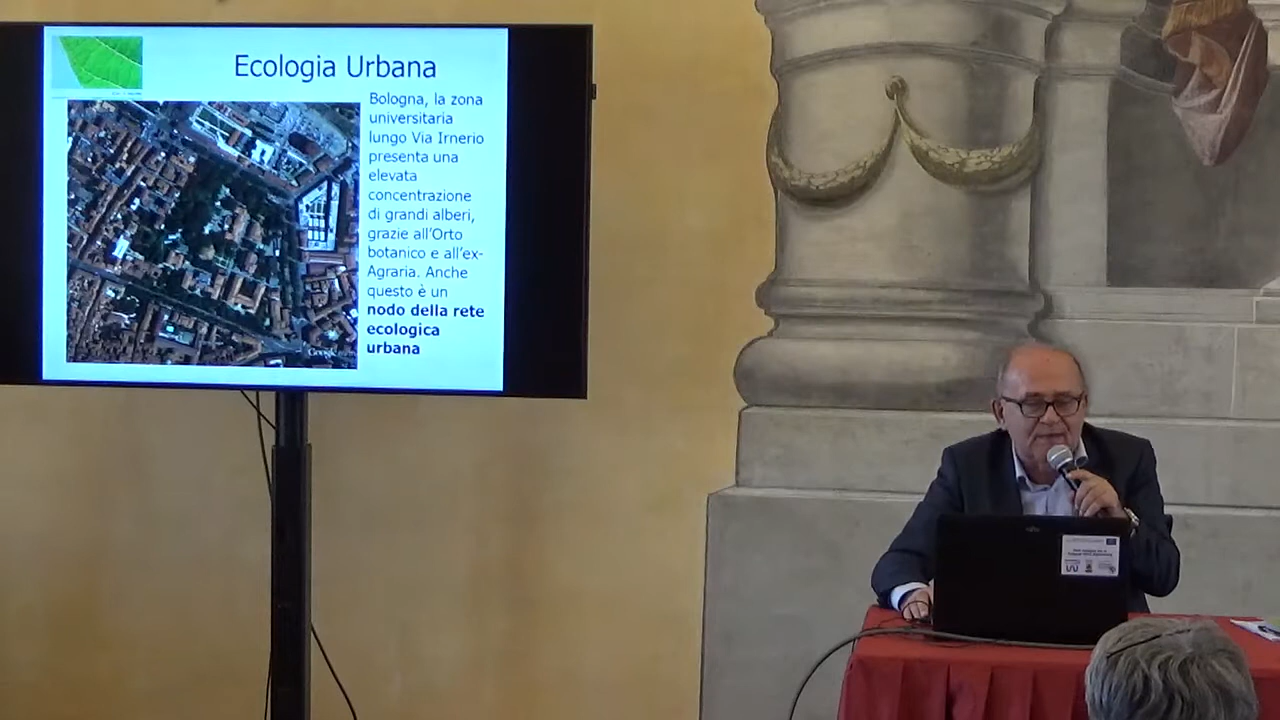 Ecologia Urbana
Bologna, la zona
universitaria
lungo Via Irnerio
presenta una
elevata
concentrazione
di grandi alberi,
grazie all'Orto
botanico e all'ex-
Agraria. Anche
questo è un
nodo della rete
ecologica
urbana
Google